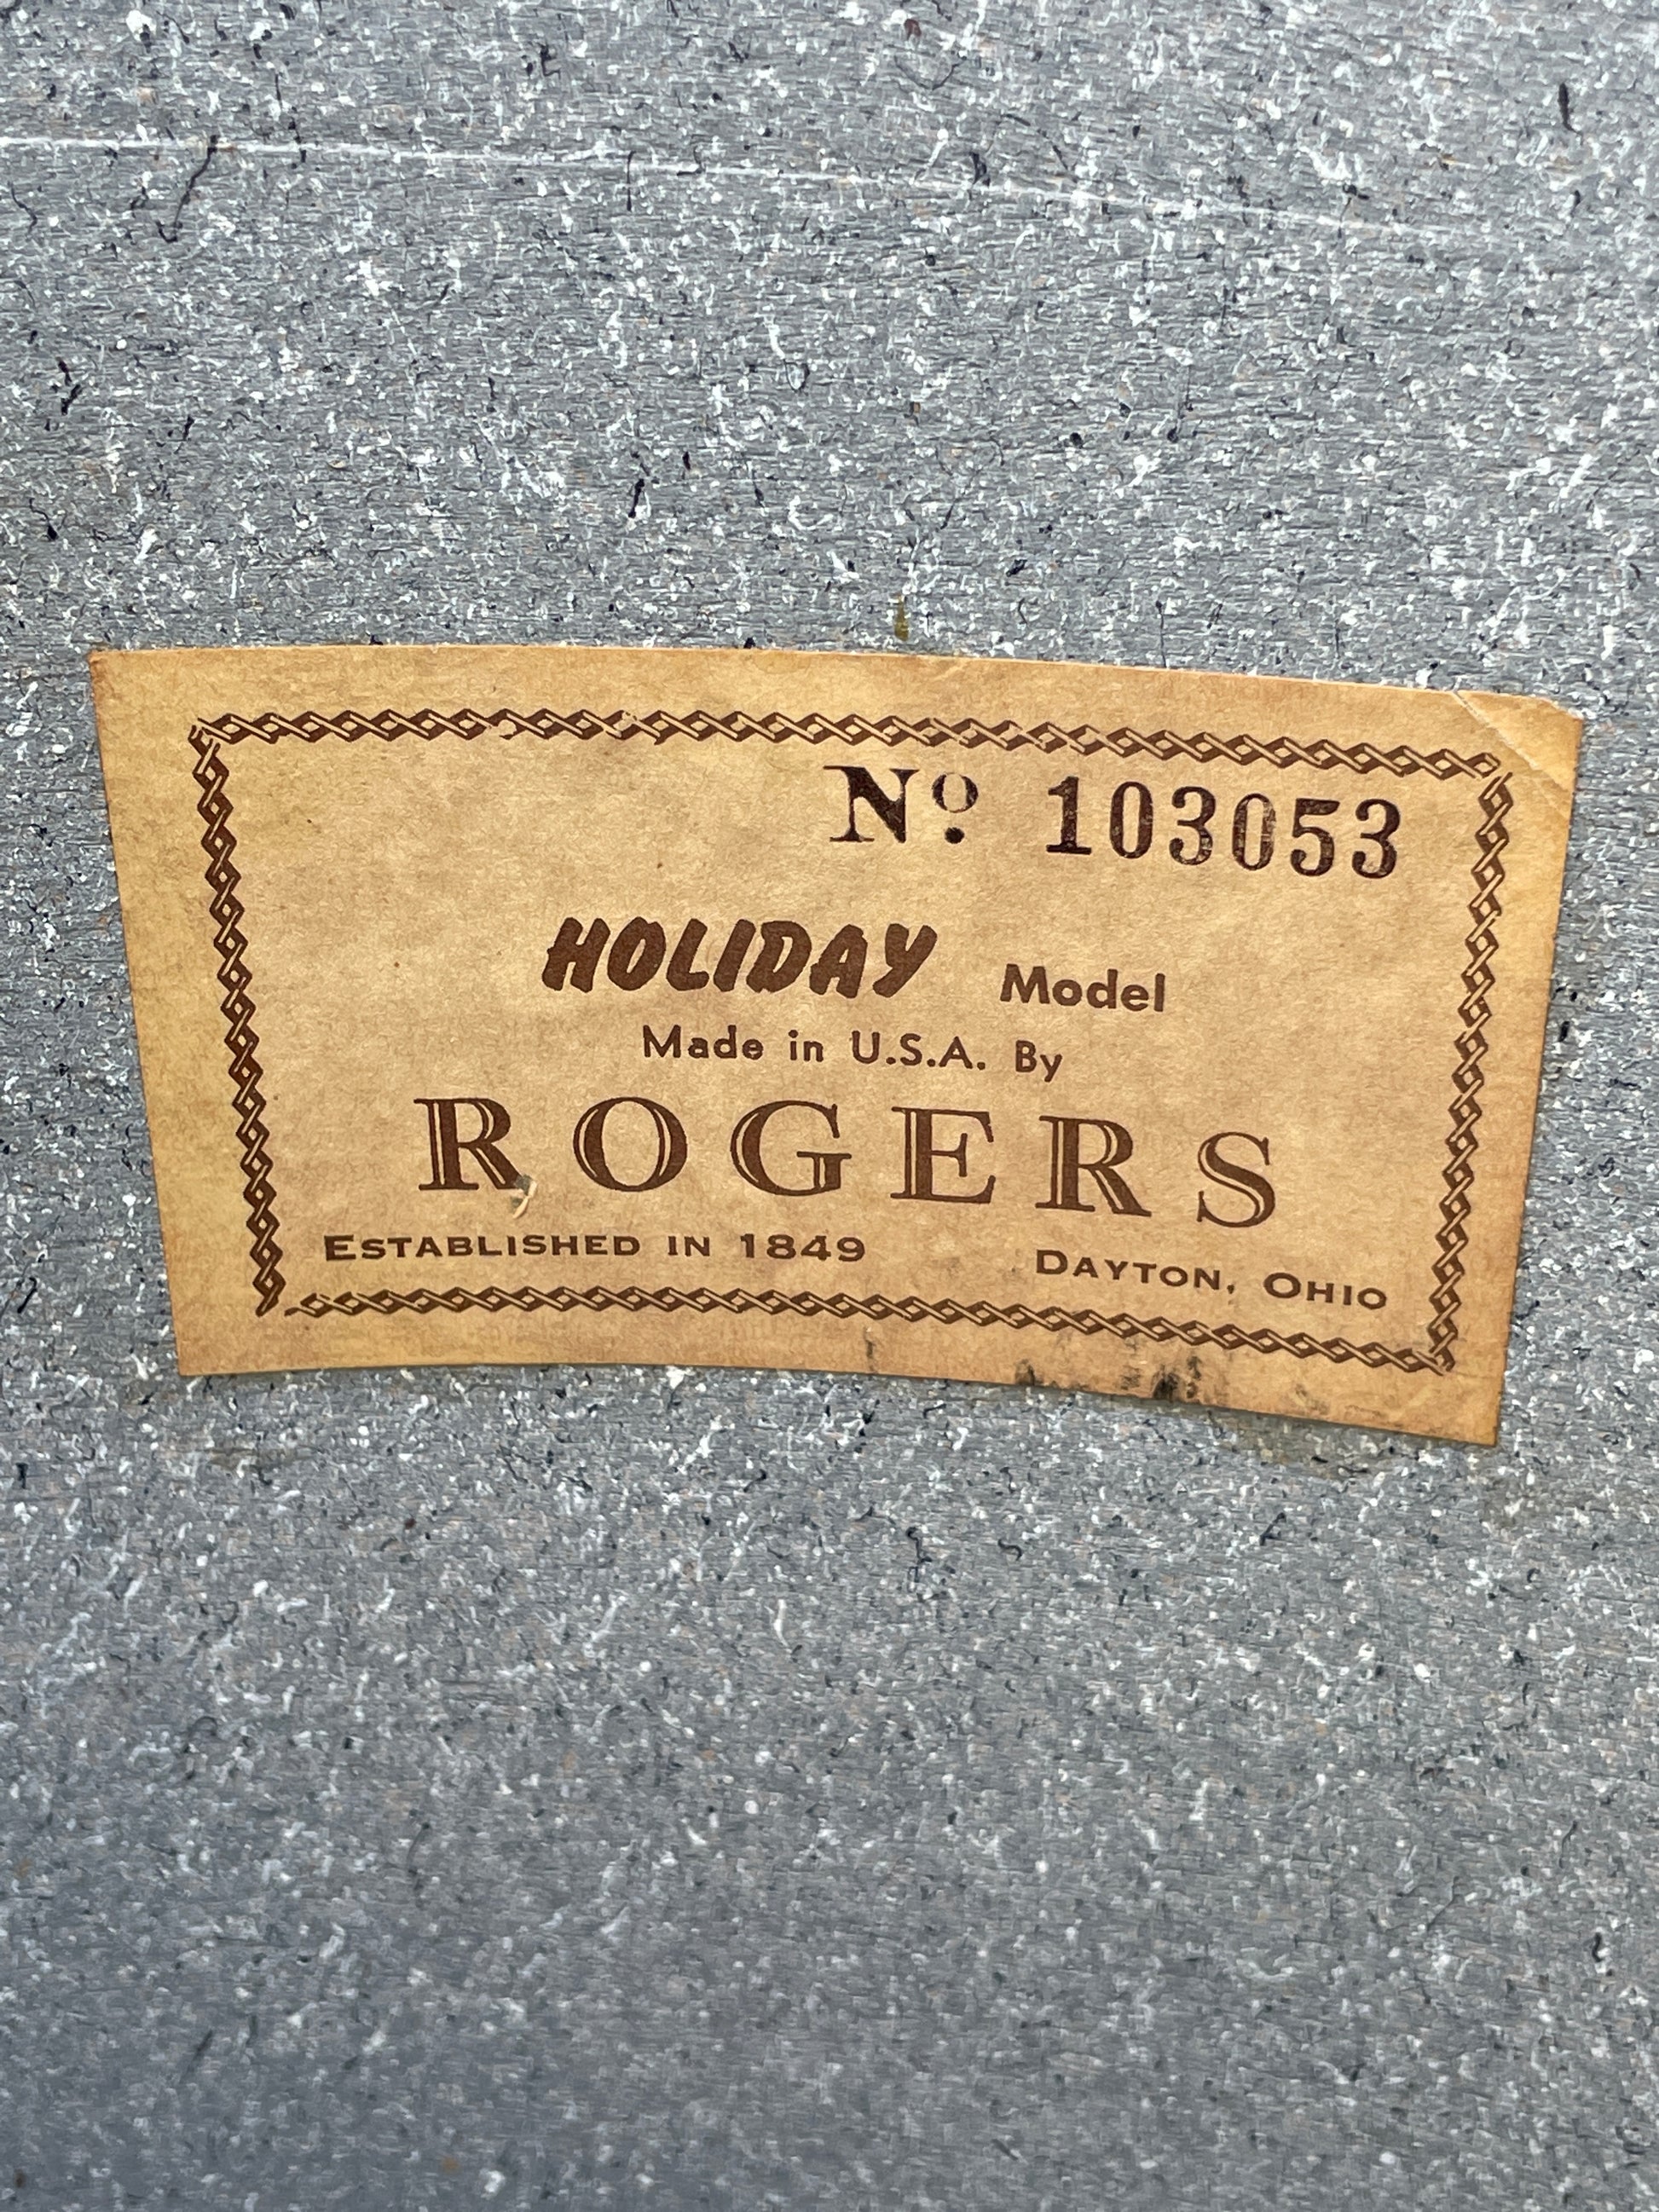 Nº 103053
HOLIDAY Model
Made in U.S.A. By
ROGERS
ESTABLISHED IN 1849 DAYTON, OHIO